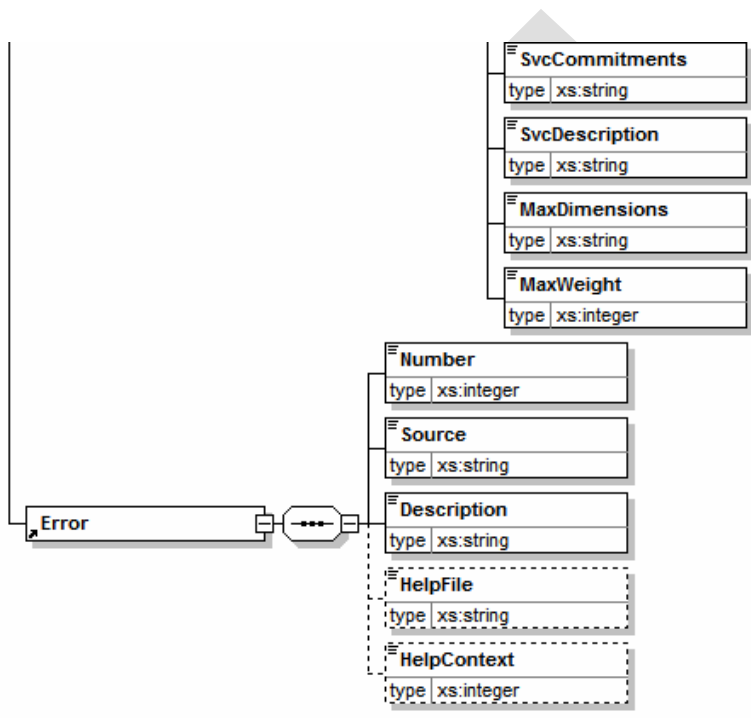 SvcCommitments
type xs:string
SvcDescription
type xs:string
MaxDimensions
type xs:string
MaxWeight
type xs:integer
Number
type xs:integer
Source
type xs:string
Error
Description
type xs:string
HelpFile
type xs:string
HelpContext
type xs:integer